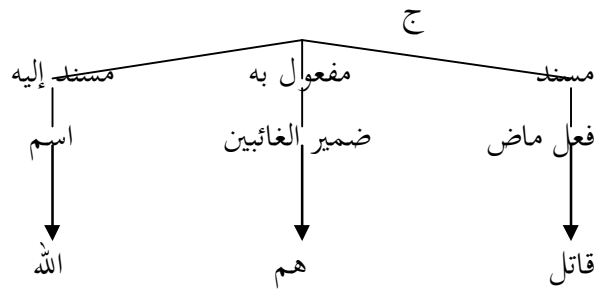 ج
مسند مفعول به مسند إليه
فعل ماض ضمير الغائبين اسم
قاتل هم الله